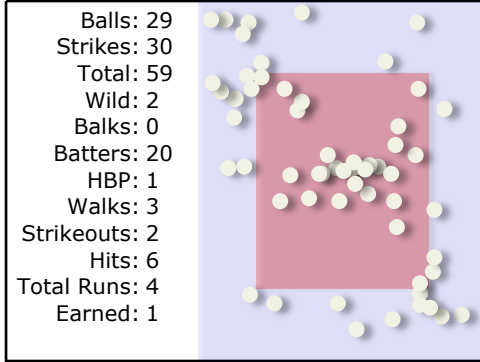 Balls: 29
Strikes: 30
Total: 59
Wild: 2
Balks: 0
Batters: 20
HBP: 1
Walks: 3
Strikeouts: 2
Hits: 6
Total Runs: 4
Earned: 1